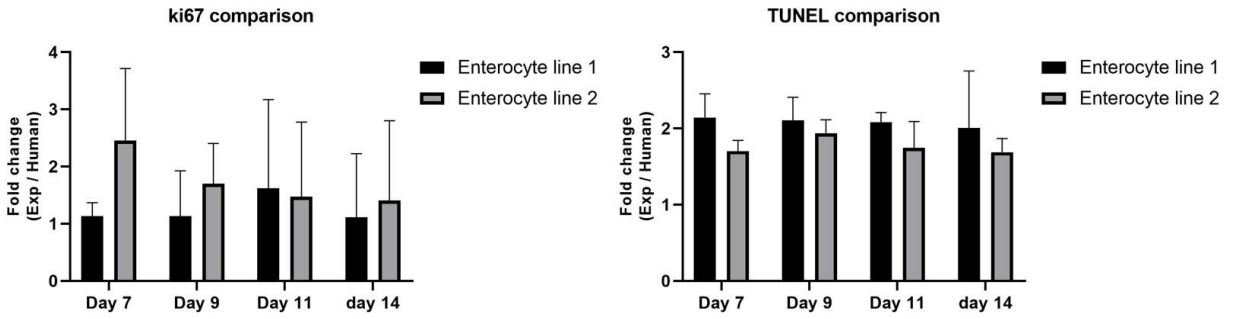 ki67 comparison
Fold change
(Exp / Human)
4
3
2
1
0
Day 7
Day 9
Day 11
day 14
Enterocyte line 1
Enterocyte line 2
TUNEL comparison
Fold change
(Exp / Human)
3
2
1
0
Day 7
Day 9
Day 11
day 14
Enterocyte line 1
Enterocyte line 2